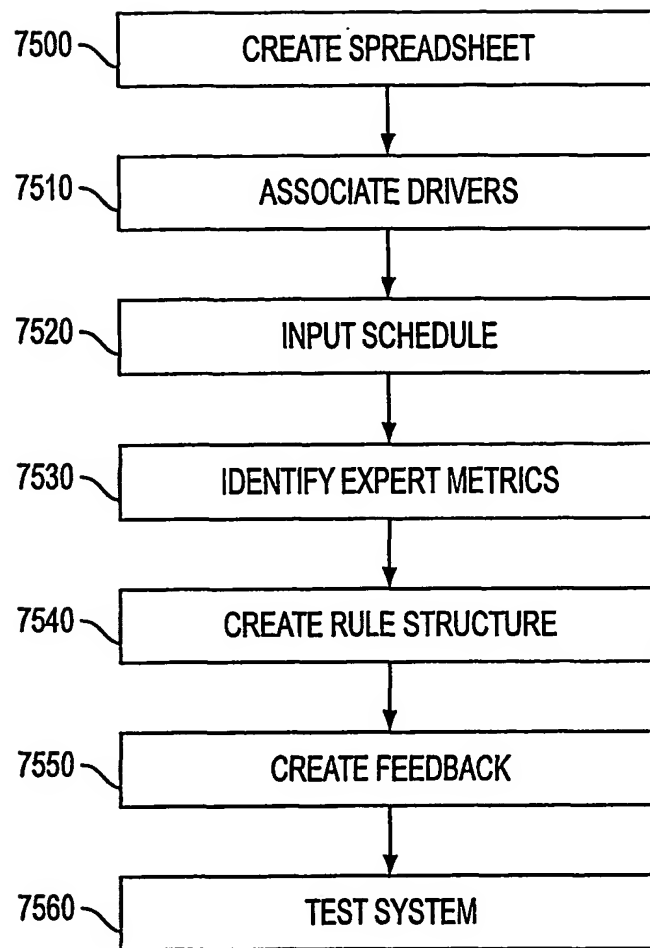 7500 CREATE SPREADSHEET
7510 ASSOCIATE DRIVERS
7520 INPUT SCHEDULE
7530 IDENTIFY EXPERT METRICS
7540 CREATE RULE STRUCTURE
7550 CREATE FEEDBACK
7560 TEST SYSTEM